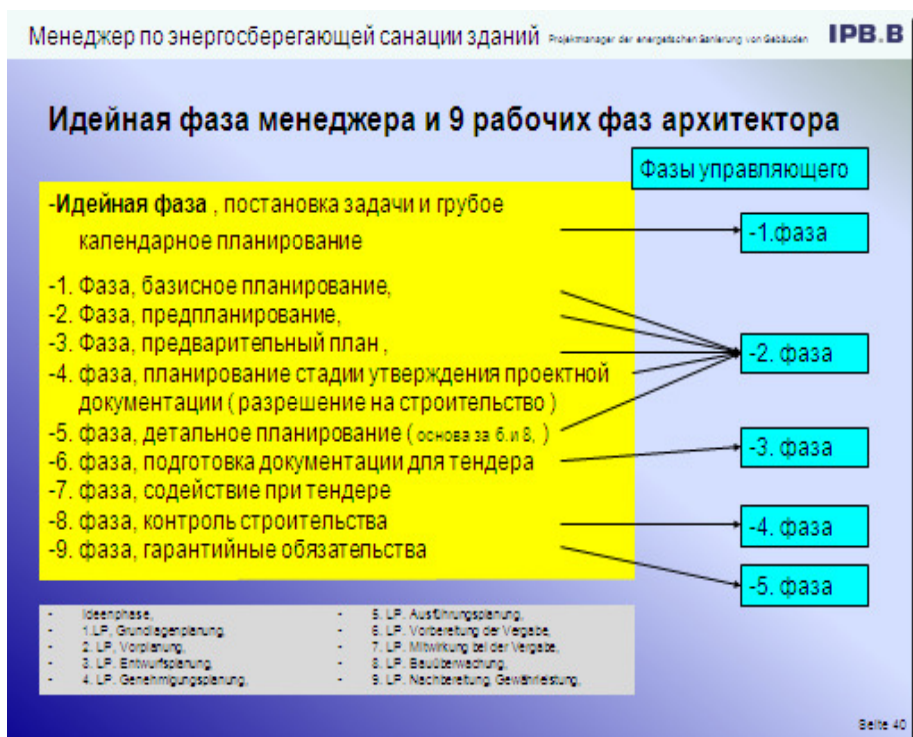 Менеджер по энергосберегающей санации зданий Projektmanager der energetischen Sanierung von Gebäuden IPB.B
Идейная фаза менеджера и 9 рабочих фаз архитектора
Фазы управляющего
-Идейная фаза , постановка задачи и грубое
календарное планирование
-1.фаза
-1. Фаза, базисное планирование,
-2. Фаза, предпланирование,
-3. Фаза, предварительный план ,
-4. фаза, планирование стадии утверждения проектной
документации ( разрешение на строительство )
-2. фаза
-5. фаза, детальное планирование ( основа за 6. и 8, )
-6. фаза, подготовка документации для тендера
-3. фаза
-7. фаза, содействие при тендере
-8. фаза, контроль строительства
-4. фаза
-9. фаза, гарантийные обязательства
-5. фаза
- Ideenphase,
- 1.LP, Grundlagenplanung,
- 2. LP, Vorplanung,
- 3. LP. Entwurfsplanung,
- 4. LP. Genehmigungsplanung,
- 5. LP. Ausführungsplanung,
- 6. LP. Vorbereitung der Vergabe,
- 7. LP. Mitwirkung bei der Vergabe,
- 8. LP. Bauüberwachung,
- 9. LP. Nachbereitung, Gewährleistung,
Seite 40